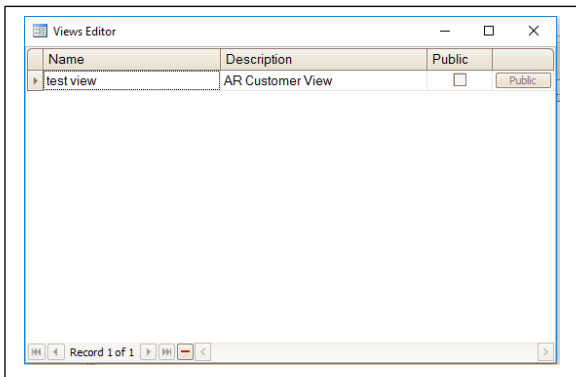 Views Editor
Name Description Public
test view AR Customer View Public
Record 1 of 1